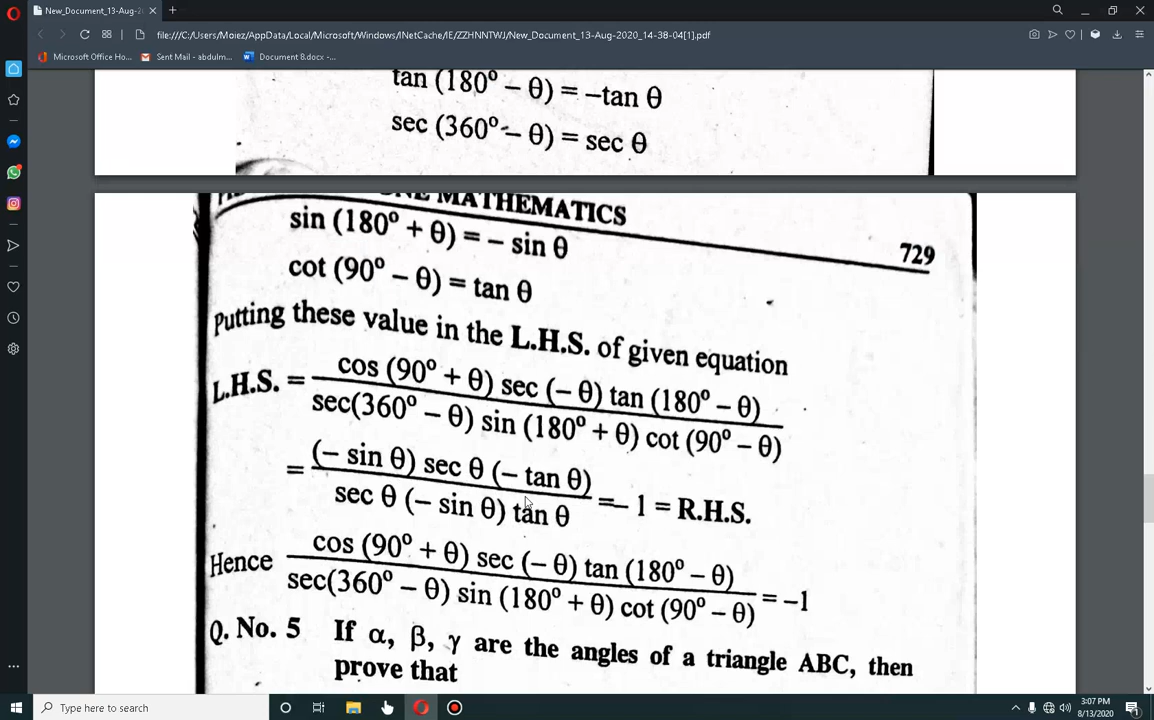 New_Document_13-Aug-2
file:///C:/Users/Moiez/AppData/Local/Microsoft/Windows/INetCache/IE/ZZHNNTWJ/New_Document_13-Aug-2020_14-38-04[1].pdf
Microsoft Office Ho...
Sent Mail - abdulm...
Document 8.docx -...
tan (180° – θ) = –tan θ
sec (360° – θ) = sec θ
MATHEMATICS
729
sin (180° + θ) = – sin θ
cot (90° – θ) = tan θ
Putting these value in the L.H.S. of given equation
L.H.S. =
cos (90° + θ) sec (– θ) tan (180° – θ)
sec(360° – θ) sin (180° + θ) cot (90° – θ)
=
(– sin θ) sec θ (– tan θ)
sec θ (– sin θ) tan θ
=– 1 = R.H.S.
Hence
cos (90° + θ) sec (– θ) tan (180° – θ)
sec(360° – θ) sin (180° + θ) cot (90° – θ)
= –1
Q. No. 5 If α, β, γ are the angles of a triangle ABC, then
prove that
Type here to search
3:07 PM
8/13/2020